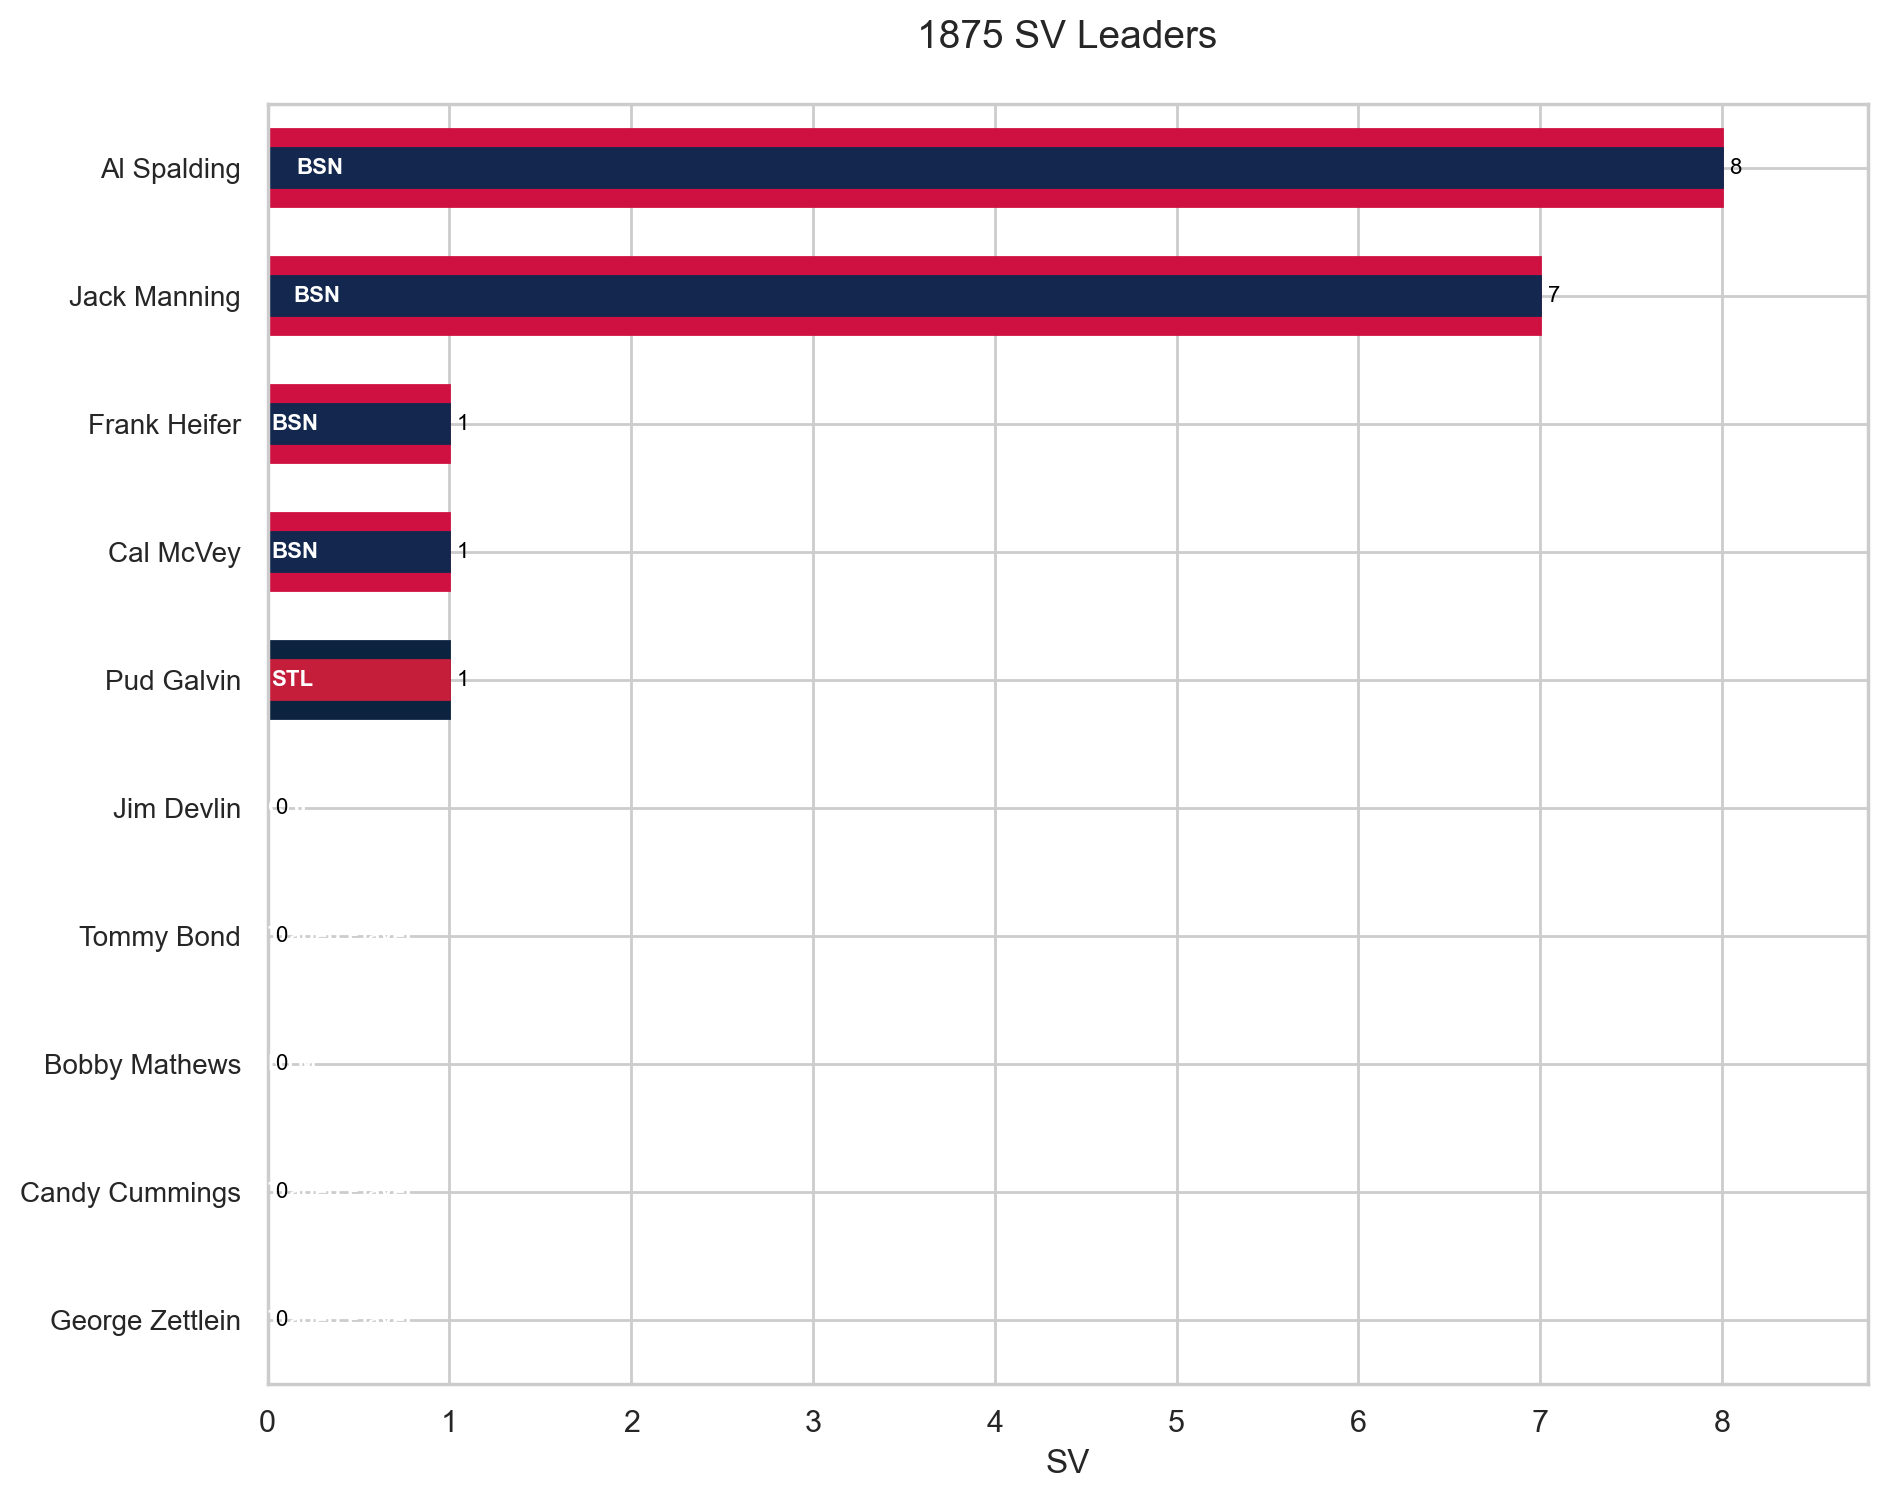 1875 SV Leaders
Al Spalding BSN 8
Jack Manning BSN 7
Frank Heifer BSN 1
Cal McVey BSN 1
Pud Galvin STL 1
Jim Devlin 0
Tommy Bond 0
Bobby Mathews 0
Candy Cummings 0
George Zettlein 0
0 1 2 3 4 5 6 7 8
SV